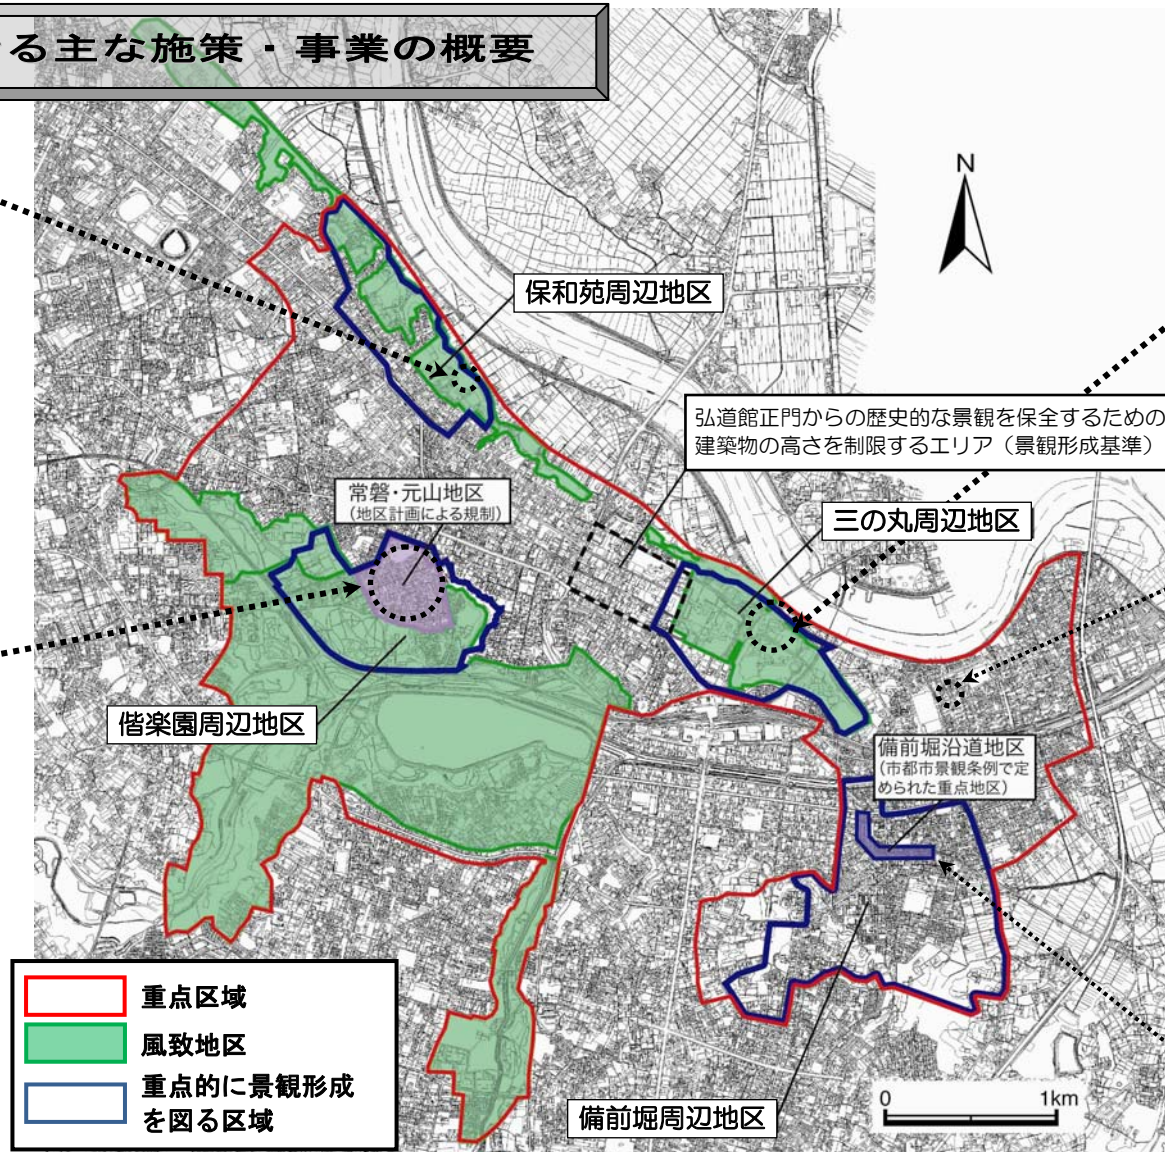 る主な施策・事業の概要
N
保和苑周辺地区
弘道館正門からの歴史的な景観を保全するための
建築物の高さを制限するエリア（景観形成基準）
常磐・元山地区
（地区計画による規制）
三の丸周辺地区
偕楽園周辺地区
備前堀沿道地区
（市都市景観条例で定
められた重点地区）
重点区域
風致地区
重点的に景観形成
を図る区域
備前堀周辺地区
0 1km